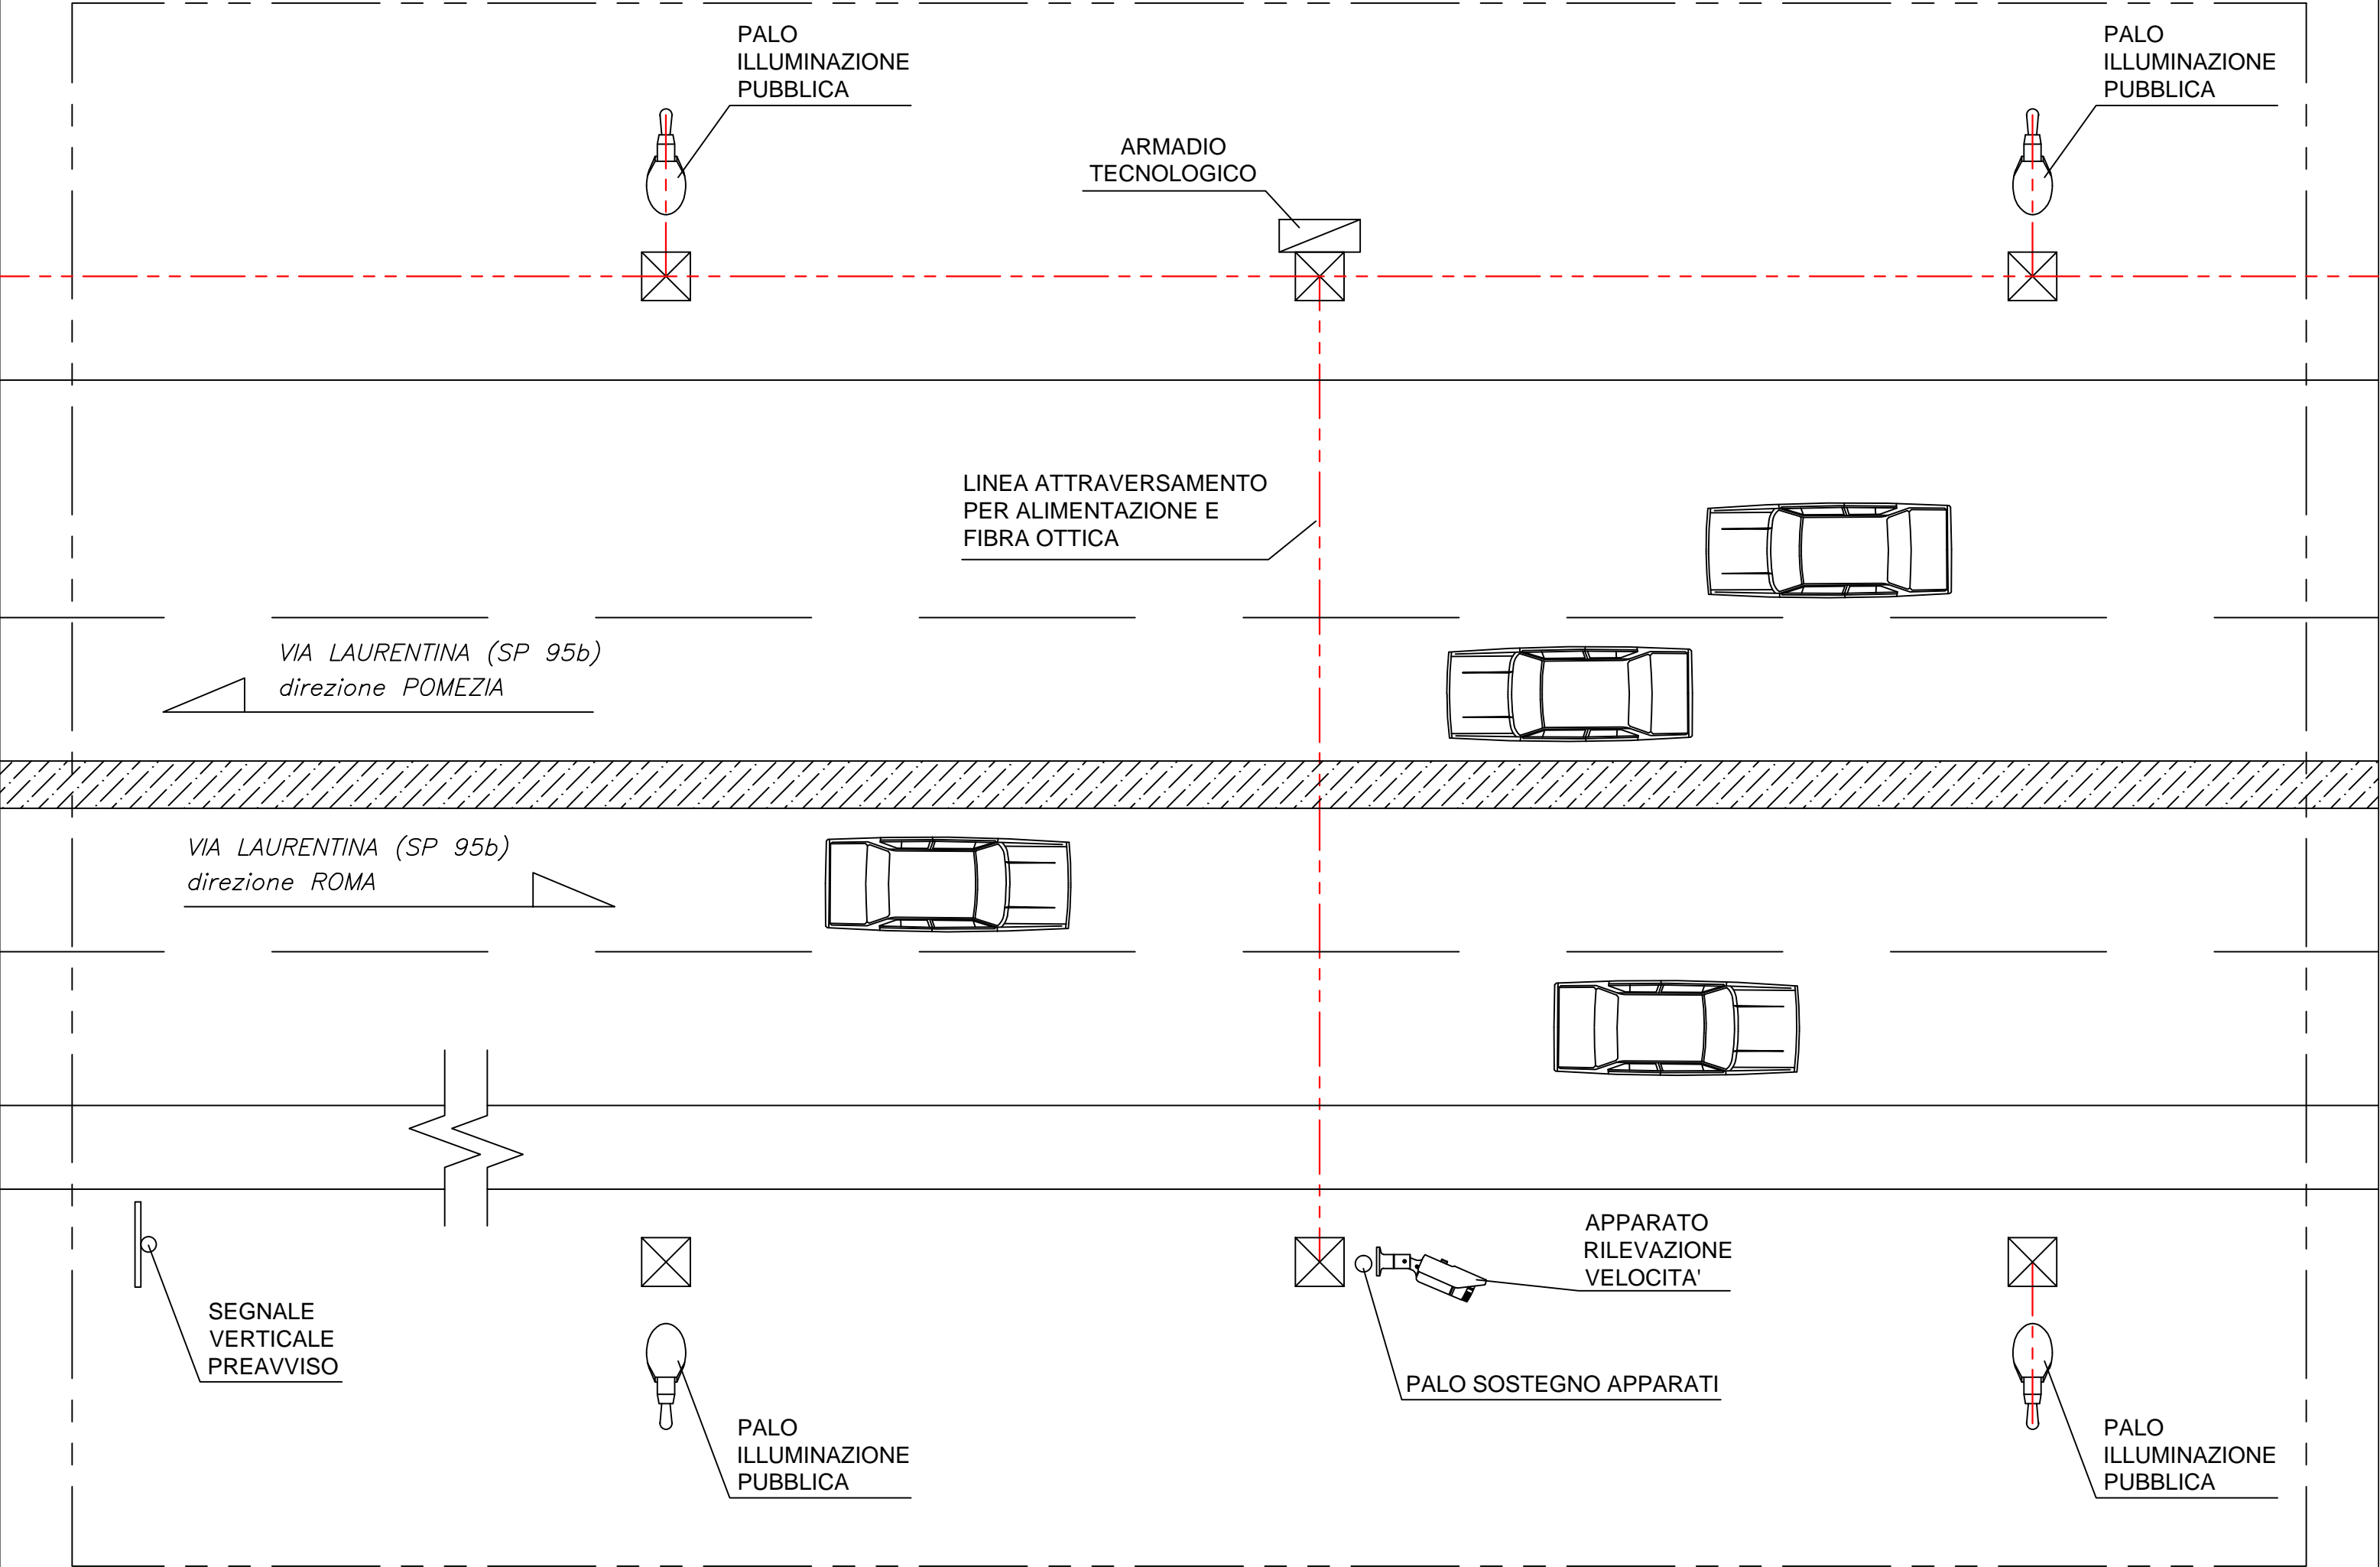 PALO
ILLUMINAZIONE
PUBBLICA
PALO
ILLUMINAZIONE
PUBBLICA
ARMADIO
TECNOLOGICO
LINEA ATTRAVERSAMENTO
PER ALIMENTAZIONE E
FIBRA OTTICA
VIA LAURENTINA (SP 95b)
direzione POMEZIA
VIA LAURENTINA (SP 95b)
direzione ROMA
APPARATO
RILEVAZIONE
VELOCITA'
SEGNALE
VERTICALE
PREAVVISO
PALO SOSTEGNO APPARATI
PALO
ILLUMINAZIONE
PUBBLICA
PALO
ILLUMINAZIONE
PUBBLICA